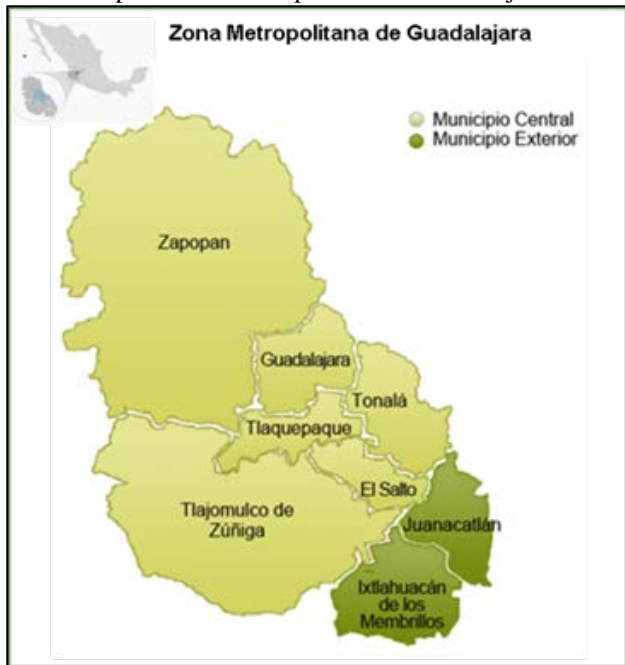 Zona Metropolitana de Guadalajara
Municipio Central
Municipio Exterior
Zapopan
Guadalajara
Tonalá
Tlaquepaque
El Salto
Tlajomulco de
Zúñiga
Juanacatlán
Ixtlahuacán
de los
Membrillos